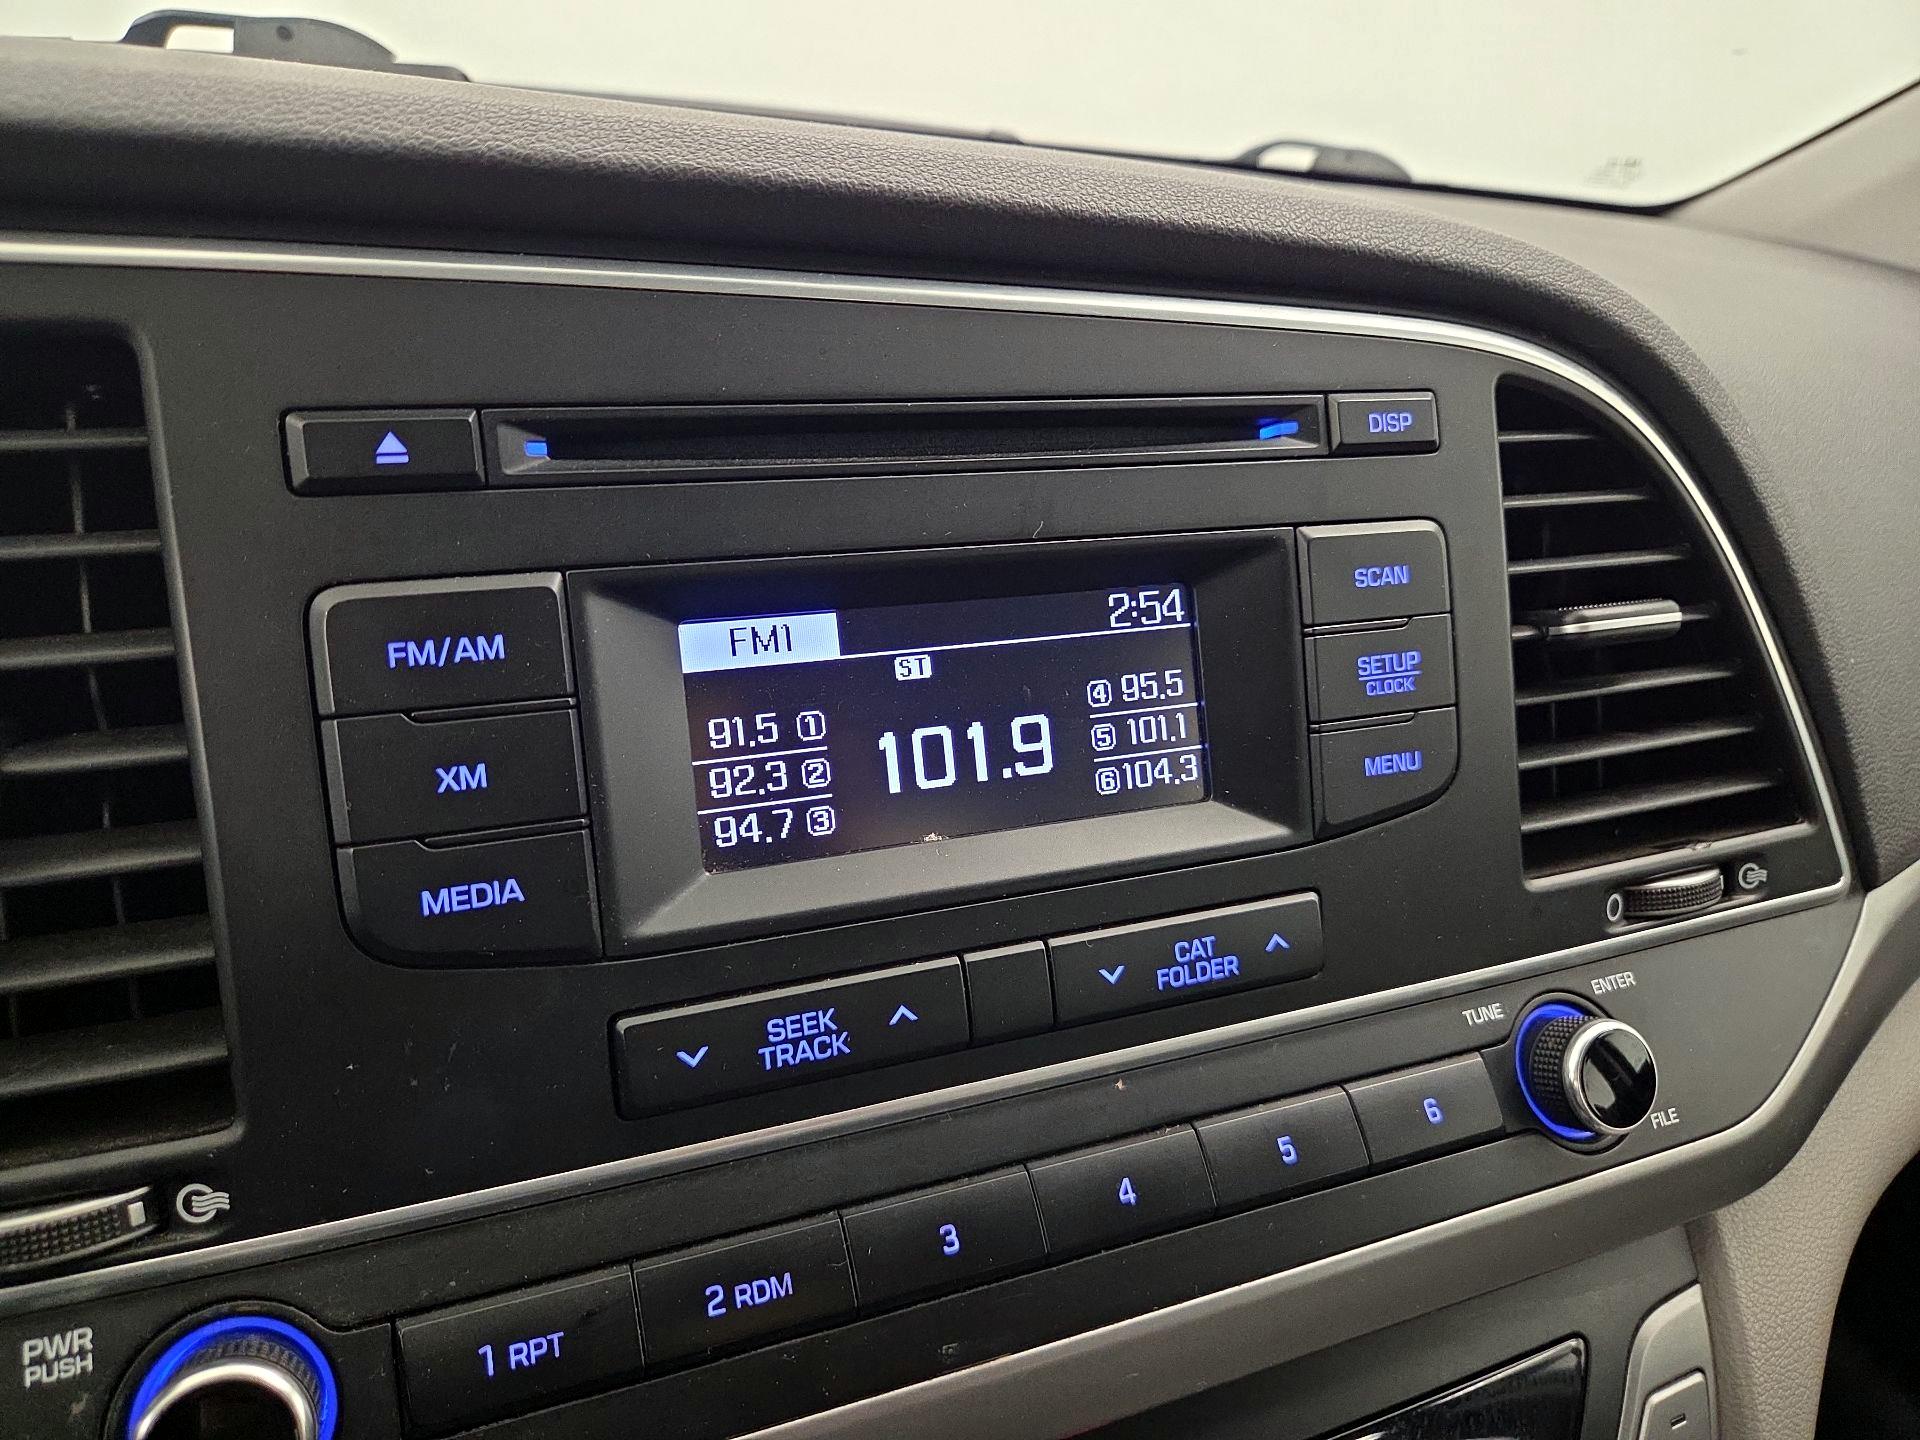 DISP
FM/AM
XM
MEDIA
FM1
2:54
ST
91.5 1
92.3 2
94.7 3
101.9
4 95.5
5 101.1
6 104.3
SCAN
SETUP
CLOCK
MENU
SEEK
TRACK
CAT
FOLDER
TUNE
ENTER
FILE
PWR
PUSH
1 RPT
2 RDM
3
4
5
6